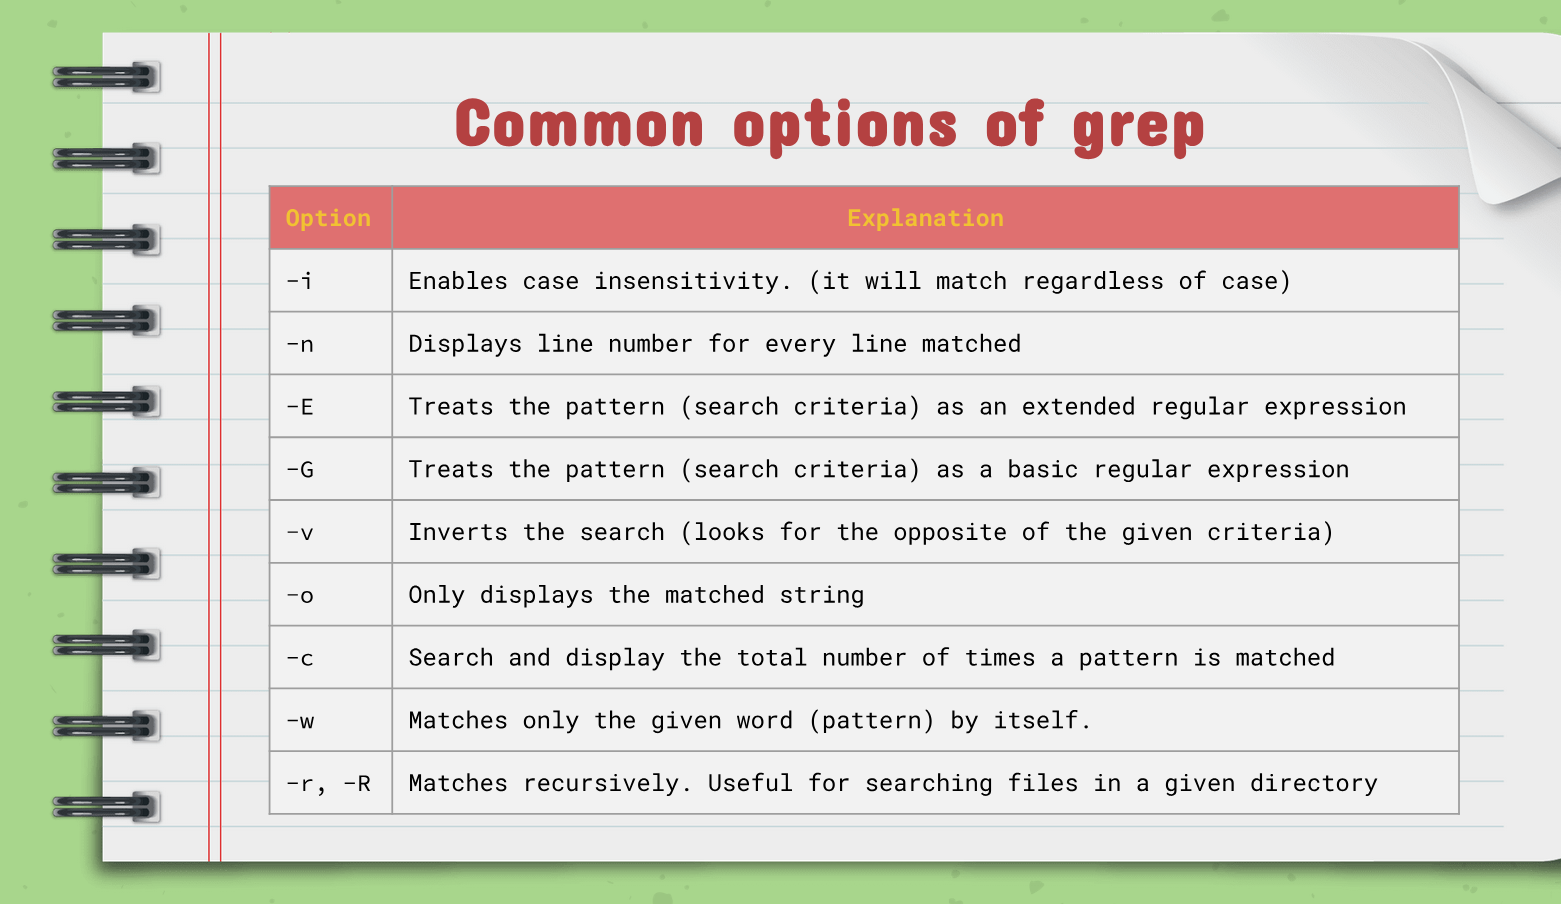 Common options of grep
Option Explanation
-i Enables case insensitivity. (it will match regardless of case)
-n Displays line number for every line matched
-E Treats the pattern (search criteria) as an extended regular expression
-G Treats the pattern (search criteria) as a basic regular expression
-v Inverts the search (looks for the opposite of the given criteria)
-o Only displays the matched string
-c Search and display the total number of times a pattern is matched
-w Matches only the given word (pattern) by itself.
-r, -R Matches recursively. Useful for searching files in a given directory